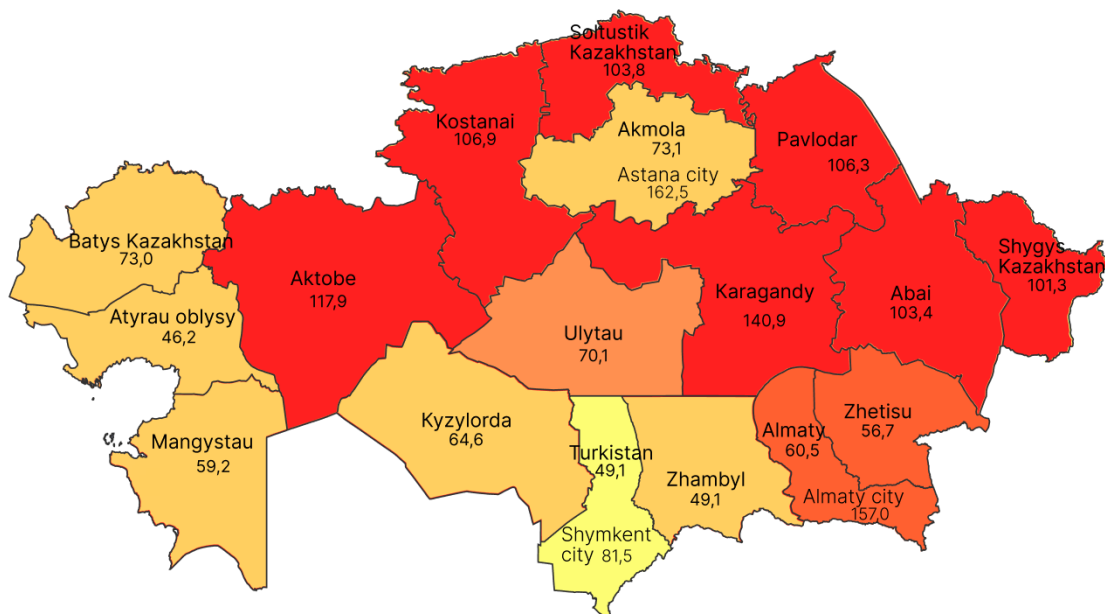 Soltustik
Kazakhstan
103,8
Kostanai
106,9
Akmola
73,1
Astana city
162,5
Pavlodar
106,3
Batys Kazakhstan
73,0
Aktobe
117,9
Shygys
Kazakhstan
101,3
Karagandy
140,9
Abai
103,4
Atyrau oblysy
46,2
Ulytau
70,1
Mangystau
59,2
Kyzylorda
64,6
Turkistan
49,1
Zhambyl
49,1
Almaty
60,5
Zhetisu
56,7
Almaty city
157,0
Shymkent
city 81,5